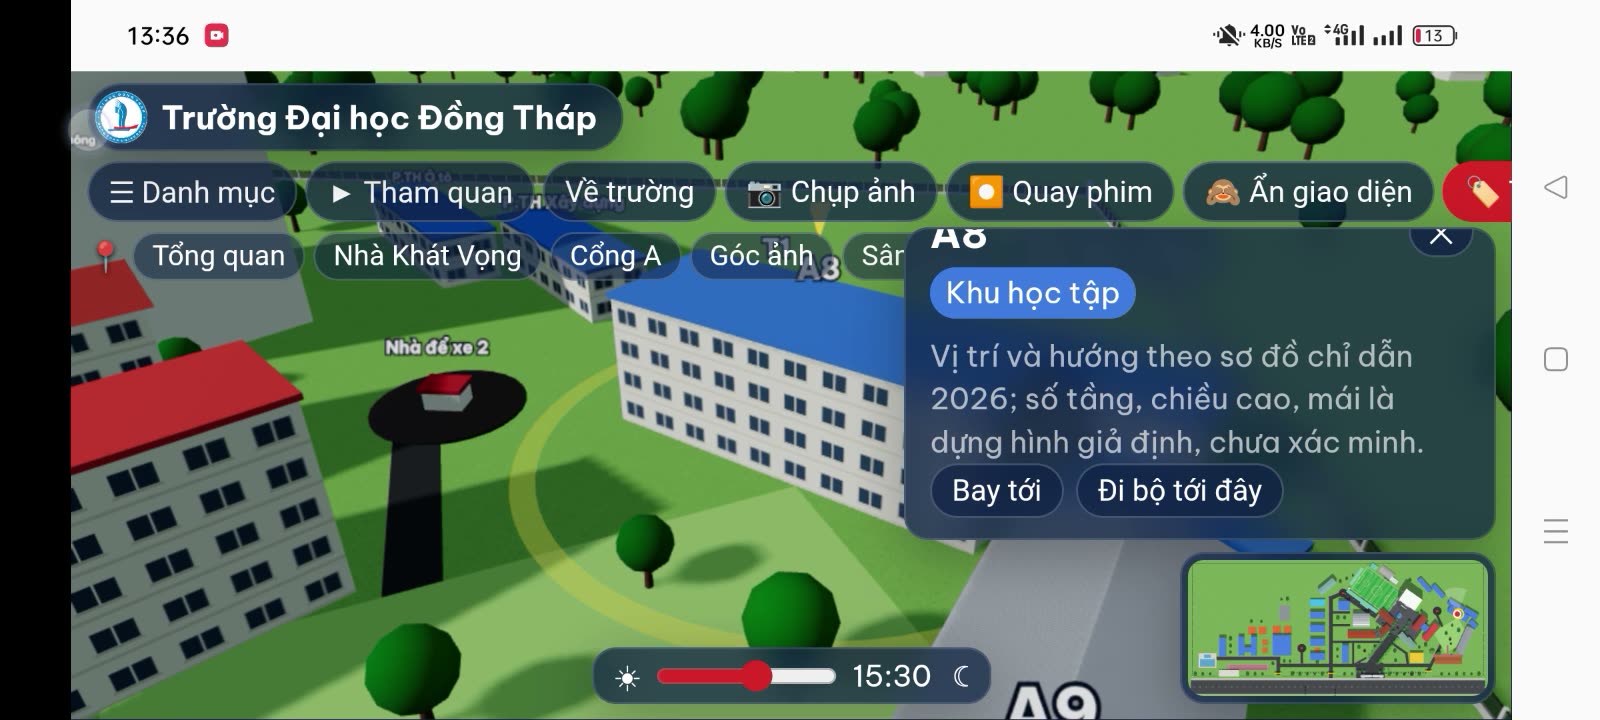 13:36
4.00
KB/S
Vo
LTE2
4G
13
Trường Đại học Đồng Tháp
☰ Danh mục
▶ Tham quan
Về trường
📷 Chụp ảnh
⏺️ Quay phim
🙈 Ẩn giao diện
🏷️
📍 Tổng quan
Nhà Khát Vọng
Cổng A
Góc ảnh
Sân
A8
×
Khu học tập
Vị trí và hướng theo sơ đồ chỉ dẫn
2026; số tầng, chiều cao, mái là
dựng hình giả định, chưa xác minh.
Bay tới
Đi bộ tới đây
Nhà để xe 2
15:30
A9